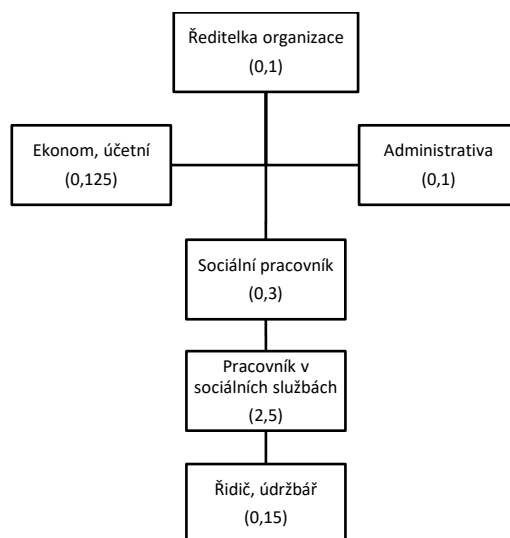 Ředitelka organizace
(0,1)
Ekonom, účetní
(0,125)
Administrativa
(0,1)
Sociální pracovník
(0,3)
Pracovník v
sociálních službách
(2,5)
Řidič, údržbář
(0,15)